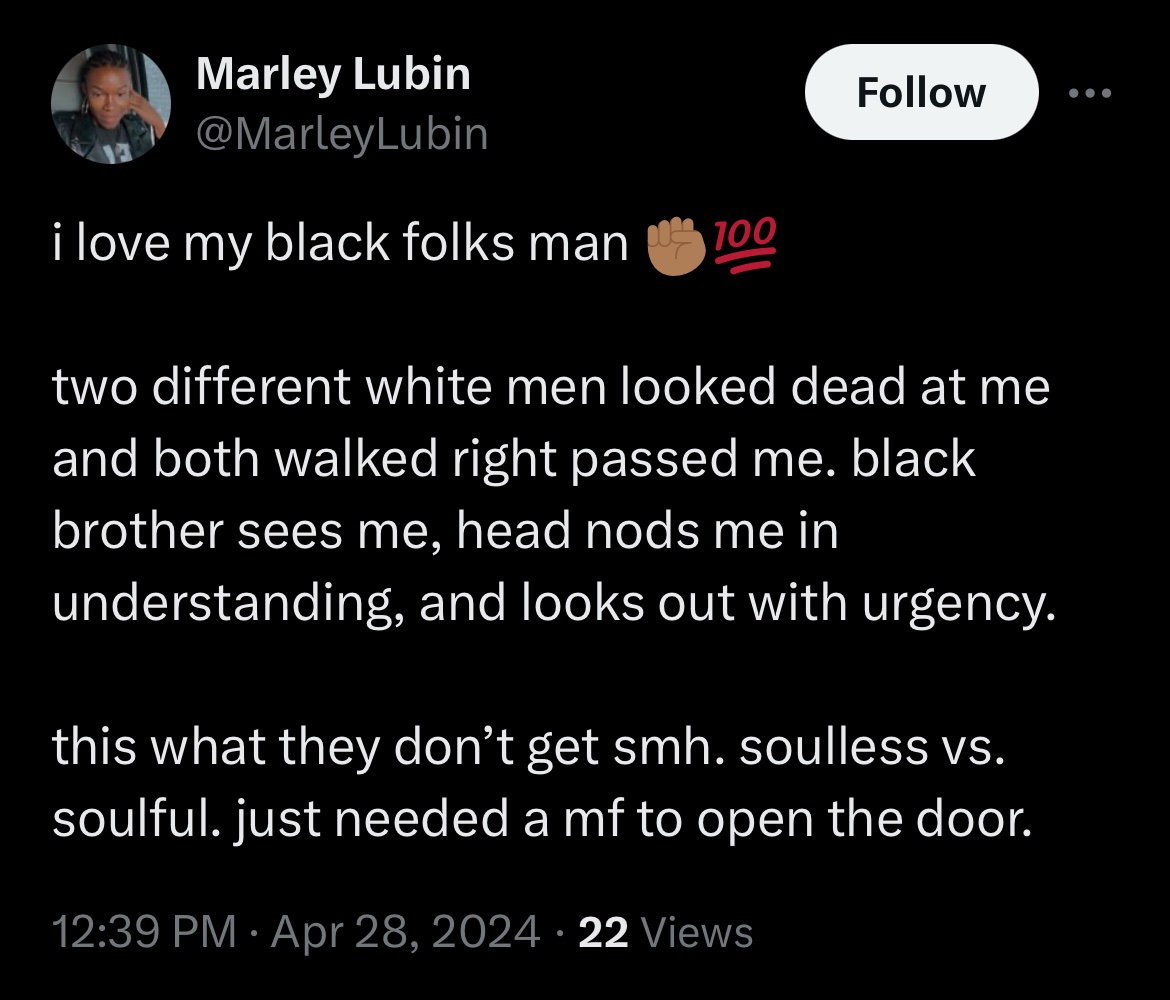 Marley Lubin
@MarleyLubin
Follow
i love my black folks man ✊🏽💯
two different white men looked dead at me
and both walked right passed me. black
brother sees me, head nods me in
understanding, and looks out with urgency.
this what they don’t get smh. soulless vs.
soulful. just needed a mf to open the door.
12:39 PM · Apr 28, 2024 · 22 Views